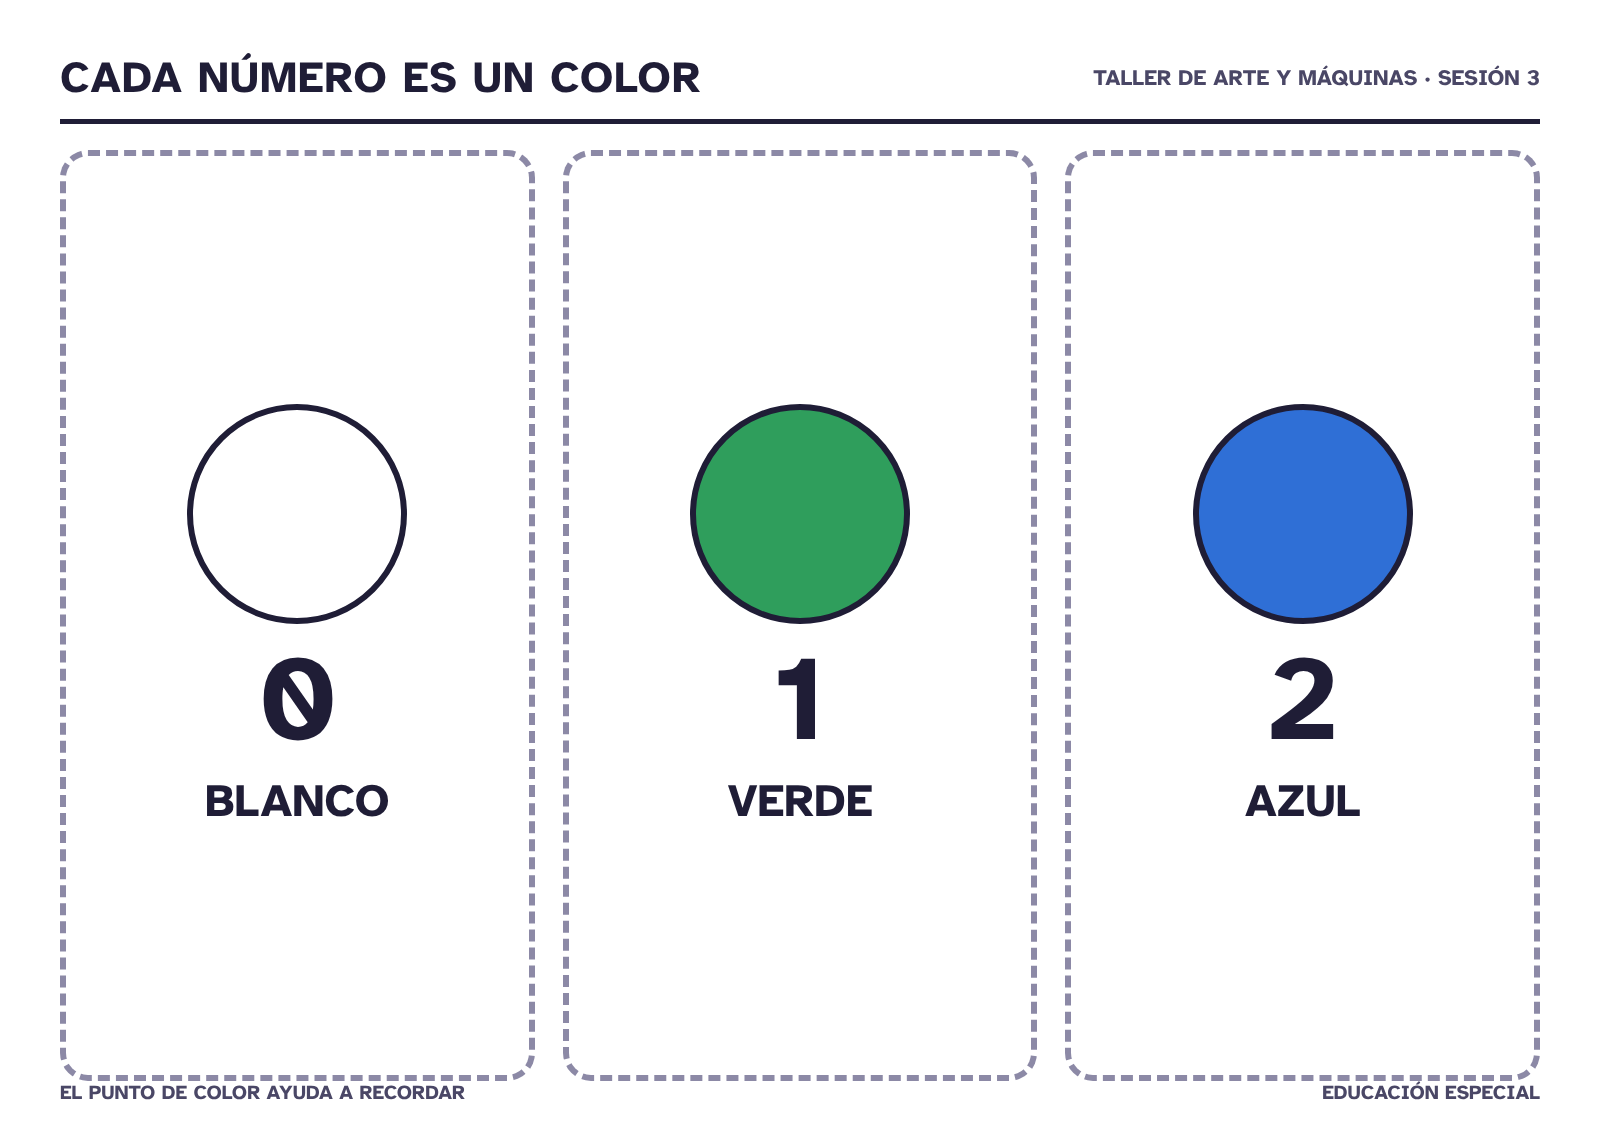 CADA NÚMERO ES UN COLOR
TALLER DE ARTE Y MÁQUINAS · SESIÓN 3
0
BLANCO
1
VERDE
2
AZUL
EL PUNTO DE COLOR AYUDA A RECORDAR
EDUCACIÓN ESPECIAL